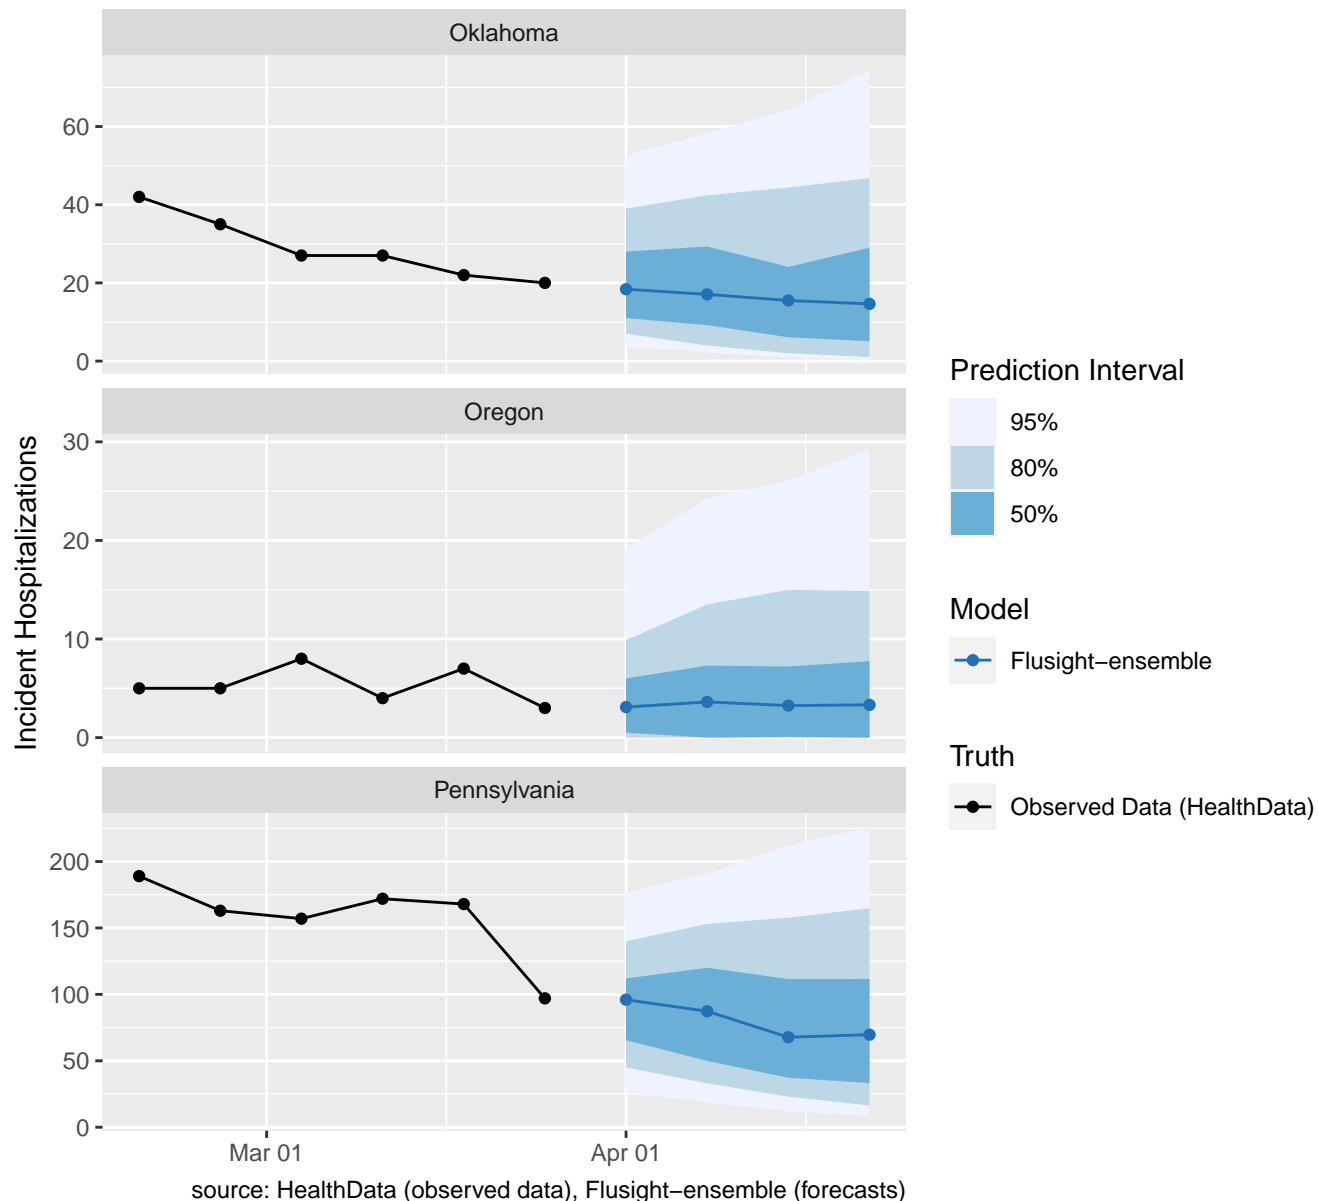 Oklahoma
60
40
20
0
Oregon
30
20
10
0
Pennsylvania
200
150
100
50
0
Mar 01
Apr 01
Incident Hospitalizations
source: HealthData (observed data), Flusight−ensemble (forecasts)
Prediction Interval
95%
80%
50%
Model
Flusight−ensemble
Truth
Observed Data (HealthData)